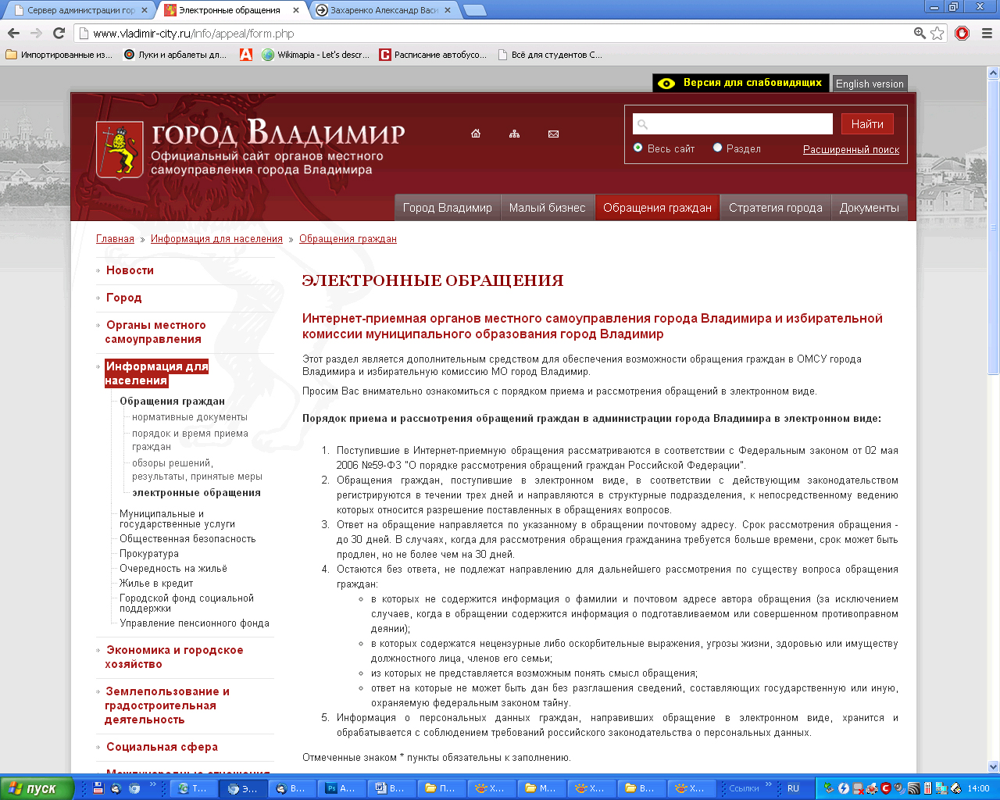 Сервер администрации гор
Электронные обращения
Захаренко Александр Васи
www.vladimir-city.ru/info/appeal/form.php
Импортированные из...
Луки и арбалеты дл...
Wikimapia - Let's descr...
Расписание автобусо...
Всё для студентов С...
Версия для слабовидящих
English version
город Владимир
Официальный сайт органов местного
самоуправления города Владимира
Найти
Весь сайт
Раздел
Расширенный поиск
Город Владимир
Малый бизнес
Обращения граждан
Стратегия города
Документы
Главная » Информация для населения » Обращения граждан
Новости
Город
Органы местного
самоуправления
Информация для
населения
Обращения граждан
нормативные документы
порядок и время приема
граждан
обзоры решений,
результаты, принятые меры
электронные обращения
Муниципальные и
государственные услуги
Общественная безопасность
Прокуратура
Очередность на жильё
Жилье в кредит
Городской фонд социальной
поддержки
Управление пенсионного фонда
Экономика и городское
хозяйство
Землепользование и
градостроительная
деятельность
Социальная сфера
Международные отношения
ЭЛЕКТРОННЫЕ ОБРАЩЕНИЯ
Интернет-приемная органов местного самоуправления города Владимира и избирательной
комиссии муниципального образования город Владимир
Этот раздел является дополнительным средством для обеспечения возможности обращения граждан в ОМСУ города
Владимира и избирательную комиссию МО город Владимир.
Просим Вас внимательно ознакомиться с порядком приема и рассмотрения обращений в электронном виде.
Порядок приема и рассмотрения обращений граждан в администрации города Владимира в электронном виде:
1. Поступившие в Интернет-приемную обращения рассматриваются в соответствии с Федеральным законом от 02 мая
2006 №59-ФЗ "О порядке рассмотрения обращений граждан Российской Федерации".
2. Обращения граждан, поступившие в электронном виде, в соответствии с действующим законодательством
регистрируются в течении трех дней и направляются в структурные подразделения, к непосредственному ведению
которых относится разрешение поставленных в обращениях вопросов.
3. Ответ на обращение направляется по указанному в обращении почтовому адресу. Срок рассмотрения обращения -
до 30 дней. В случаях, когда для рассмотрения обращения гражданина требуется больше времени, срок может быть
продлен, но не более чем на 30 дней.
4. Остаются без ответа, не подлежат направлению для дальнейшего рассмотрения по существу вопроса обращения
граждан:
в которых не содержится информация о фамилии и почтовом адресе автора обращения (за исключением
случаев, когда в обращении содержится информация о подготавливаемом или совершенном противоправном
деянии);
в которых содержатся нецензурные либо оскорбительные выражения, угрозы жизни, здоровью или имуществу
должностного лица, членов его семьи;
из которых не представляется возможным понять смысл обращения;
ответ на которые не может быть дан без разглашения сведений, составляющих государственную или иную,
охраняемую федеральным законом тайну.
5. Информация о персональных данных граждан, направивших обращение в электронном виде, хранится и
обрабатывается с соблюдением требований российского законодательства о персональных данных.
Отмеченные знаком * пункты обязательны к заполнению.
пуск
Т...
Э...
В...
А...
В...
П...
Х...
М...
Х...
В...
Х...
Ссылки
RU
14:00